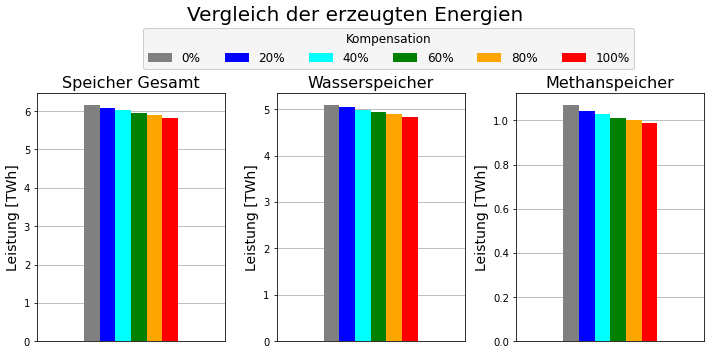 Vergleich der erzeugten Energien
Kompensation
0% 20% 40% 60% 80% 100%
Speicher Gesamt
Leistung [TWh]
6
5
4
3
2
1
0
Wasserspeicher
Leistung [TWh]
5
4
3
2
1
0
Methanspeicher
Leistung [TWh]
1.0
0.8
0.6
0.4
0.2
0.0